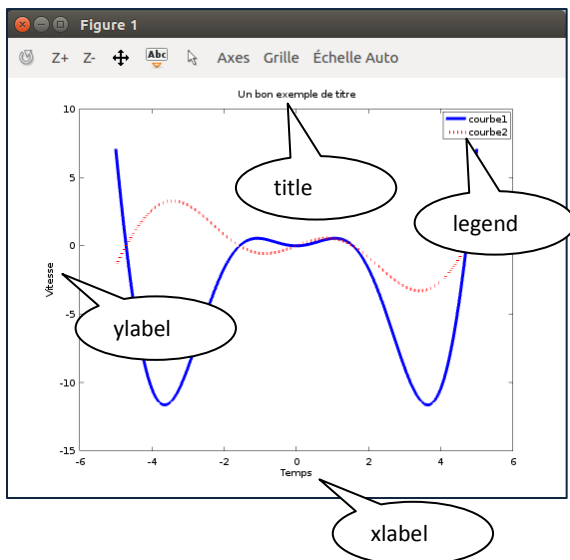 Figure 1
Z+ Z- Abc Axes Grille Échelle Auto
Un bon exemple de titre
10
courbe1
courbe2
5
title
legend
0
Vitesse
-5
ylabel
-10
-15
-6 -4 -2 0 2 4 6
Temps
xlabel